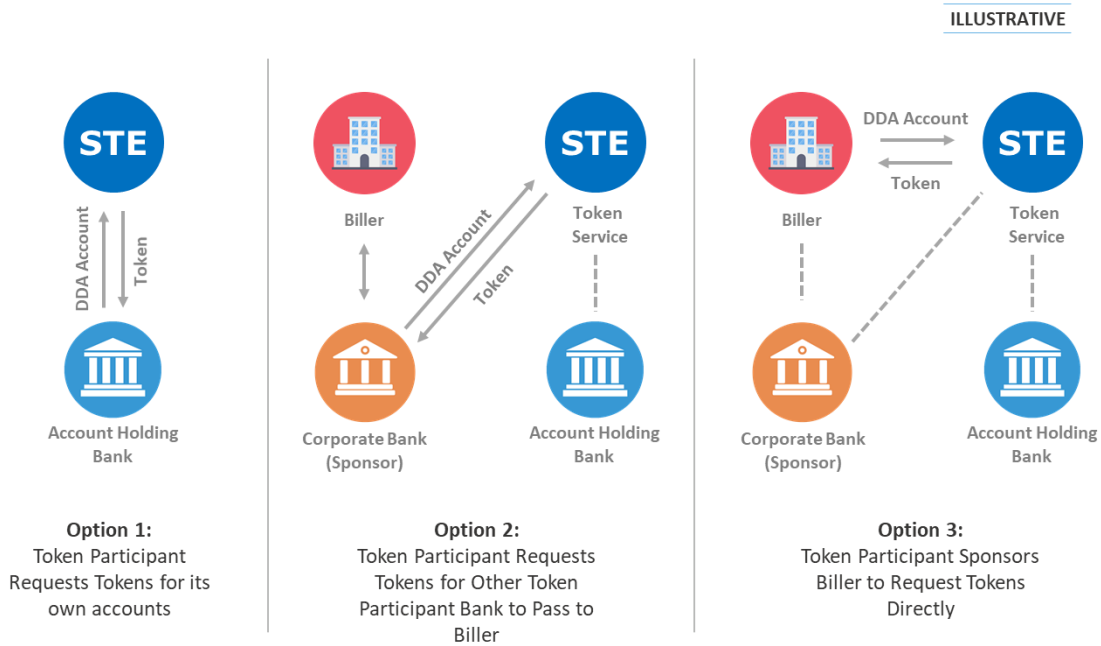 ILLUSTRATIVE
STE
DDA Account
Token
Account Holding
Bank
Option 1:
Token Participant
Requests Tokens for its
own accounts
Biller
STE
Token
Service
DDA Account
Token
Corporate Bank
(Sponsor)
Account Holding
Bank
Option 2:
Token Participant Requests
Tokens for Other Token
Participant Bank to Pass to
Biller
DDA Account
Token
STE
Biller
Token
Service
Corporate Bank
(Sponsor)
Account Holding
Bank
Option 3:
Token Participant Sponsors
Biller to Request Tokens
Directly